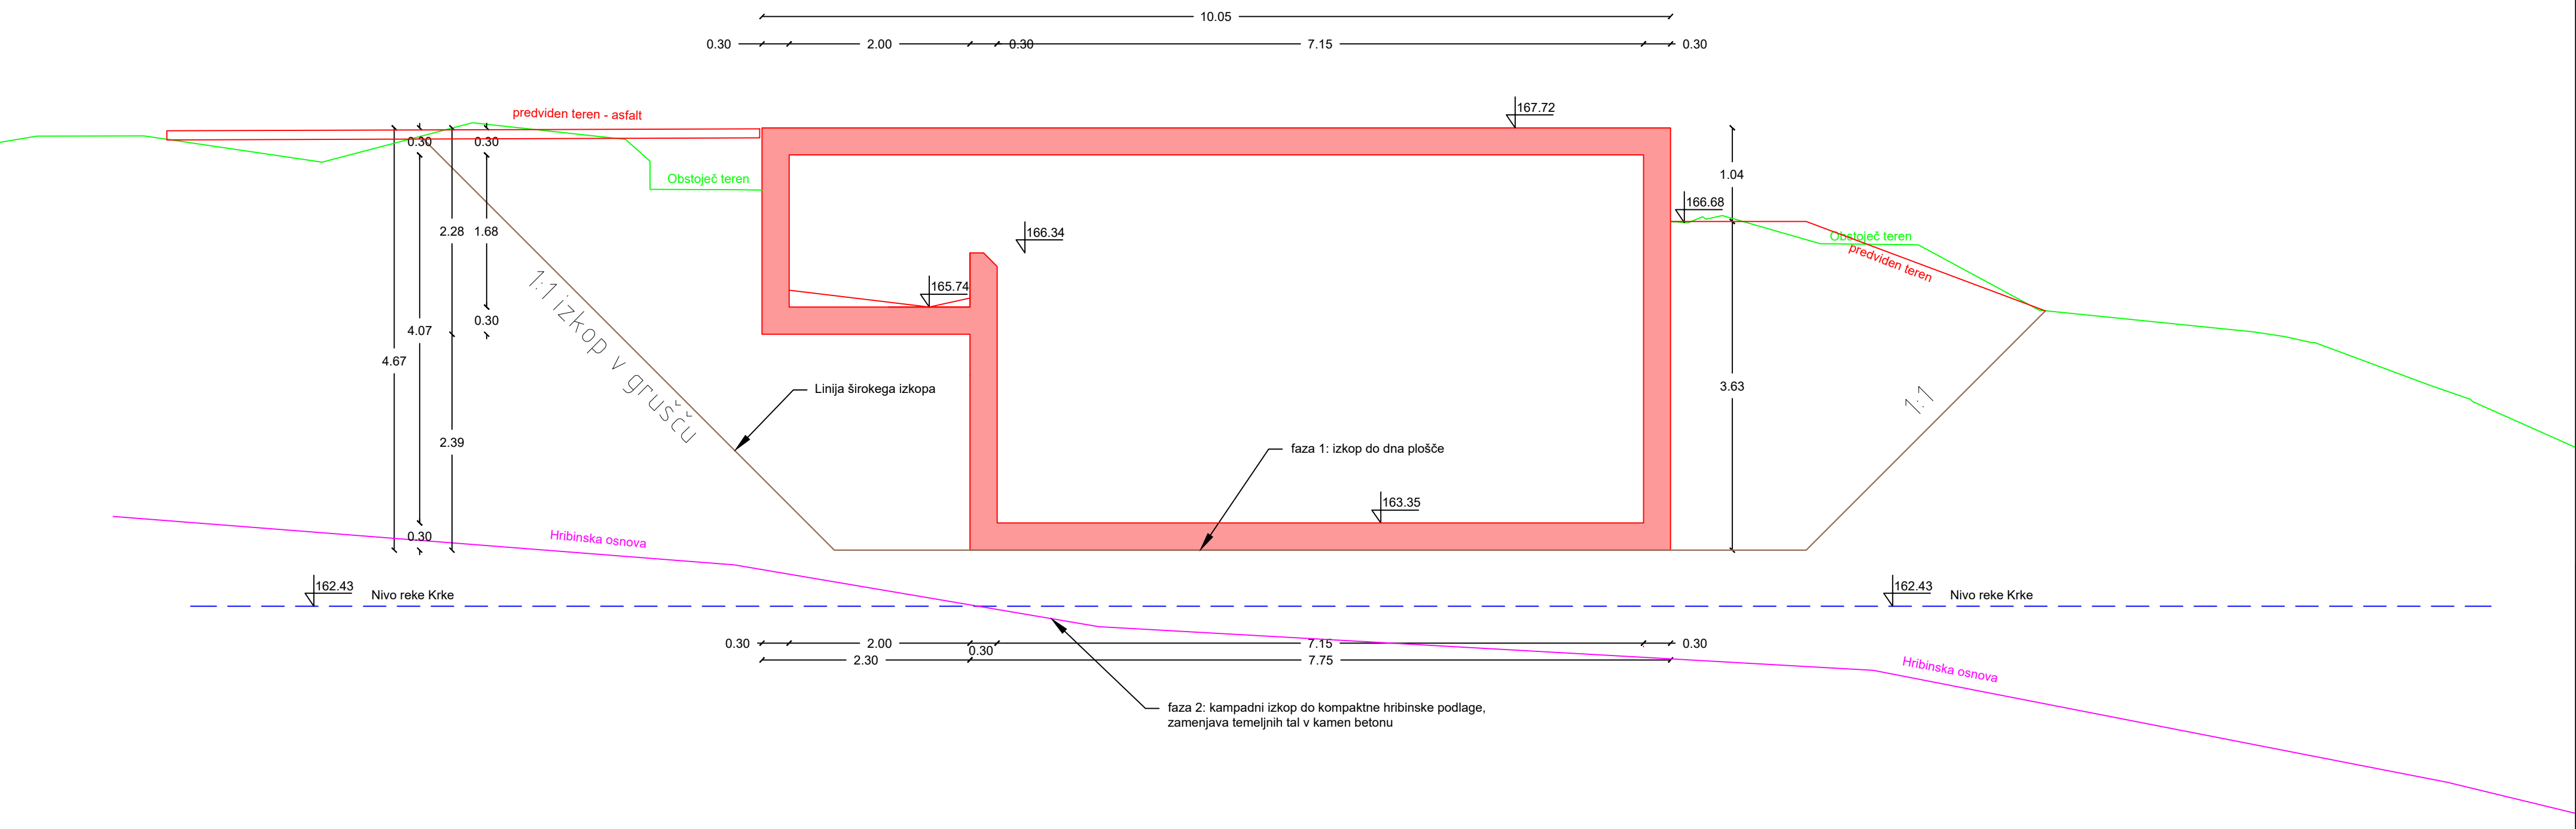 10.05
0.30 2.00 0.30 7.15 0.30
predviden teren - asfalt
167.72
0.30 0.30
1.04
Obstoječ teren
166.68
2.28 1.68
166.34
Obstoječ teren
predviden teren
165.74
0.30
4.07
4.67
1:1 izkop v grušču
Linija širokega izkopa
3.63
1:1
2.39
faza 1: izkop do dna plošče
163.35
0.30
Hribinska osnova
162.43 Nivo reke Krke
162.43 Nivo reke Krke
0.30 2.00 0.30 7.15 0.30
2.30 7.75
Hribinska osnova
faza 2: kampadni izkop do kompaktne hribinske podlage,
zamenjava temeljnih tal v kamen betonu